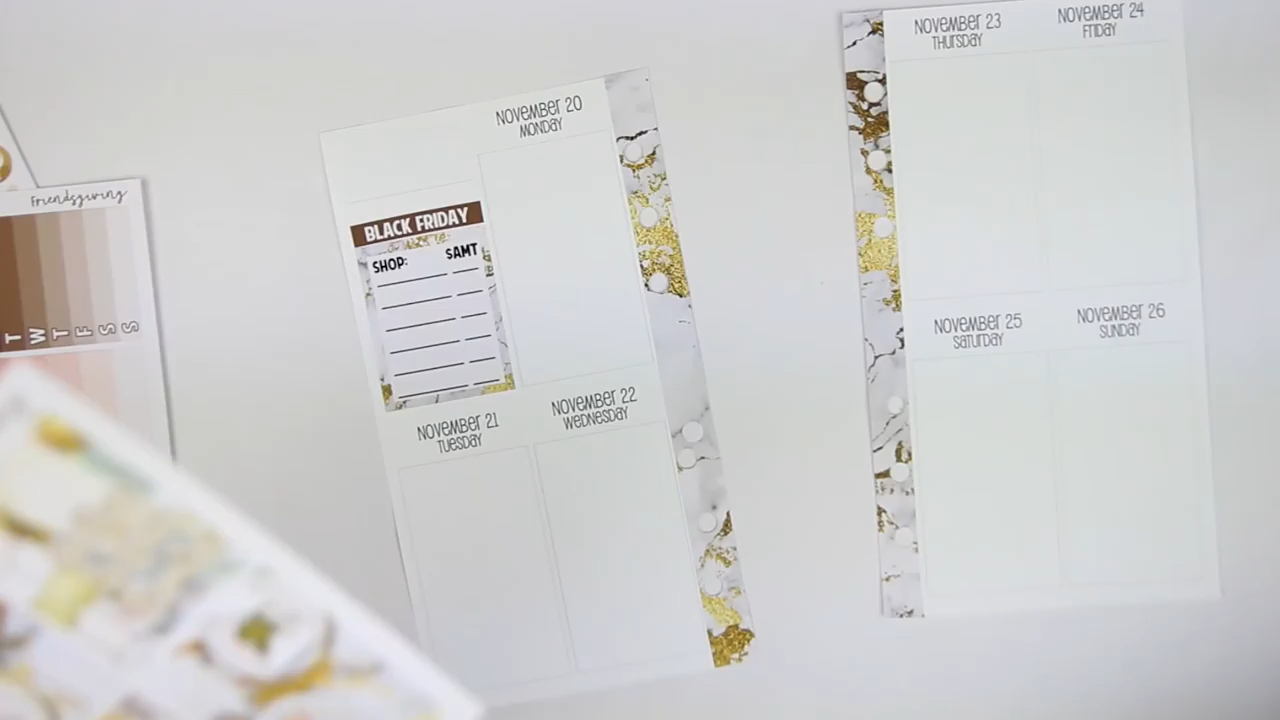 Friendsgiving
T
W
T
F
S
S
NOVEMBER 20
MONDAY
BLACK FRIDAY
SHOP: $AMT
NOVEMBER 21
TUESDAY
NOVEMBER 22
WEDNESDAY
NOVEMBER 23
THURSDAY
NOVEMBER 24
FRIDAY
NOVEMBER 25
SATURDAY
NOVEMBER 26
SUNDAY